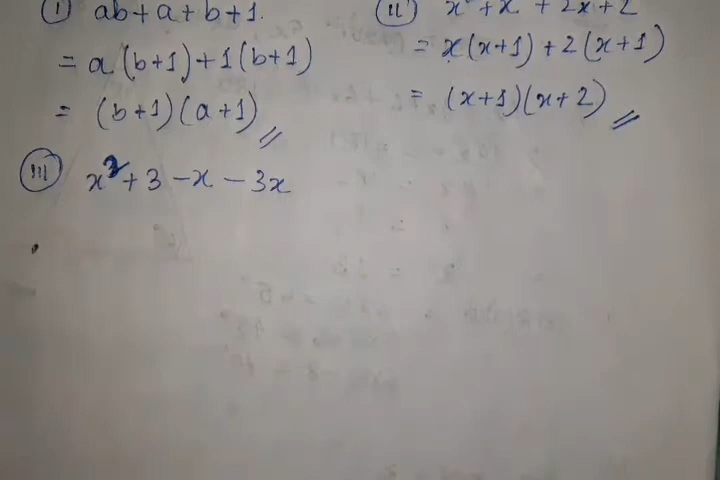 (i) ab + a + b + 1.
= a(b+1) + 1(b+1)
= (b+1)(a+1) //
(ii) x² + x + 2x + 2
= x(x+1) + 2(x+1)
= (x+1)(x+2) //
(iii) x² + 3 - x - 3x